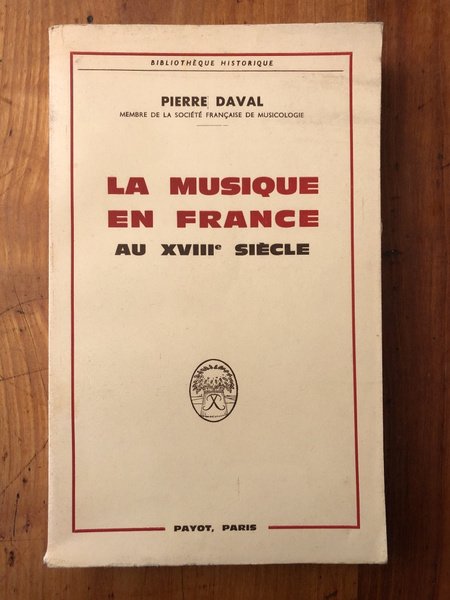 BIBLIOTHÈQUE HISTORIQUE
PIERRE DAVAL
MEMBRE DE LA SOCIÉTÉ FRANÇAISE DE MUSICOLOGIE
LA MUSIQUE
EN FRANCE
AU XVIIIe SIÈCLE
PAYOT, PARIS